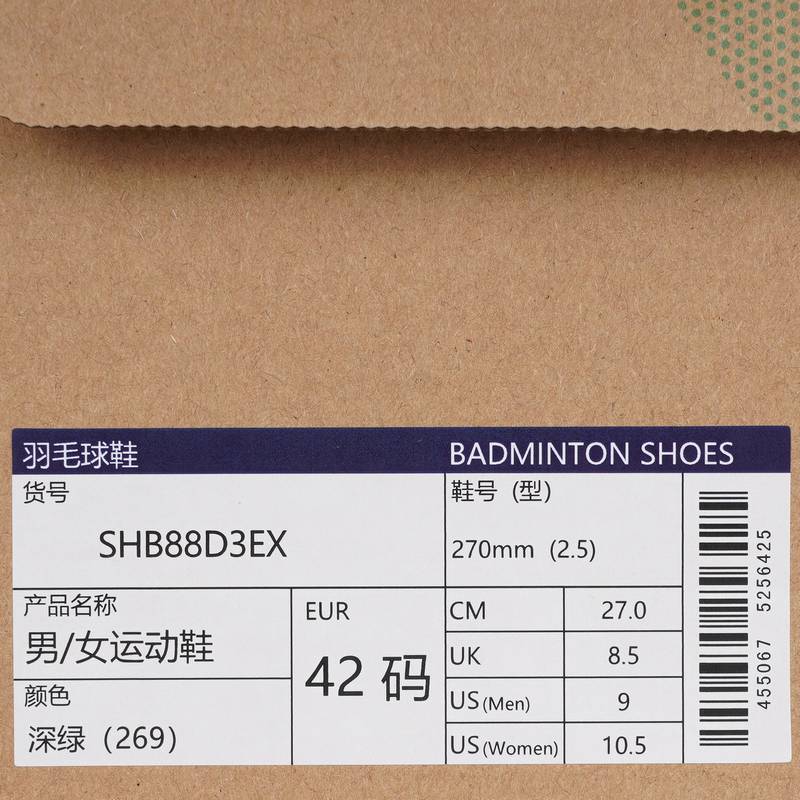 羽毛球鞋 BADMINTON SHOES
货号
SHB88D3EX
鞋号 (型)
270mm (2.5)
产品名称
男/女运动鞋
颜色
深绿 (269)
EUR
42 码
CM 27.0
UK 8.5
US(Men) 9
US(Women) 10.5
455067 5256425